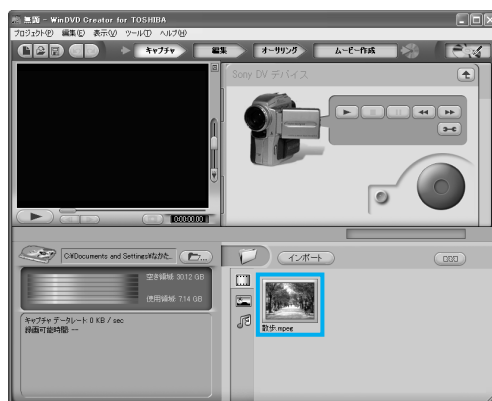 無題 - WinDVD Creator for TOSHIBA
プロジェクト(P) 編集(E) 表示(V) ツール(T) ヘルプ(H)
キャプチャ 編集 オーサリング ムービー作成
Sony DV デバイス
0:00:00:00
C:¥Documents and Settings¥なかた...
インポート
空き領域: 30.12 GB
使用領域: 7.14 GB
キャプチャ データレート: 0 KB / sec
録画可能時間: ---
散歩.mpeg